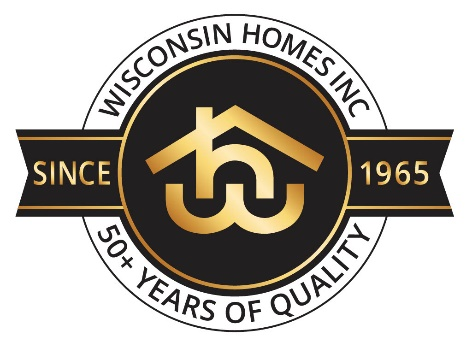 WISCONSIN HOMES INC
SINCE 1965
50+ YEARS OF QUALITY